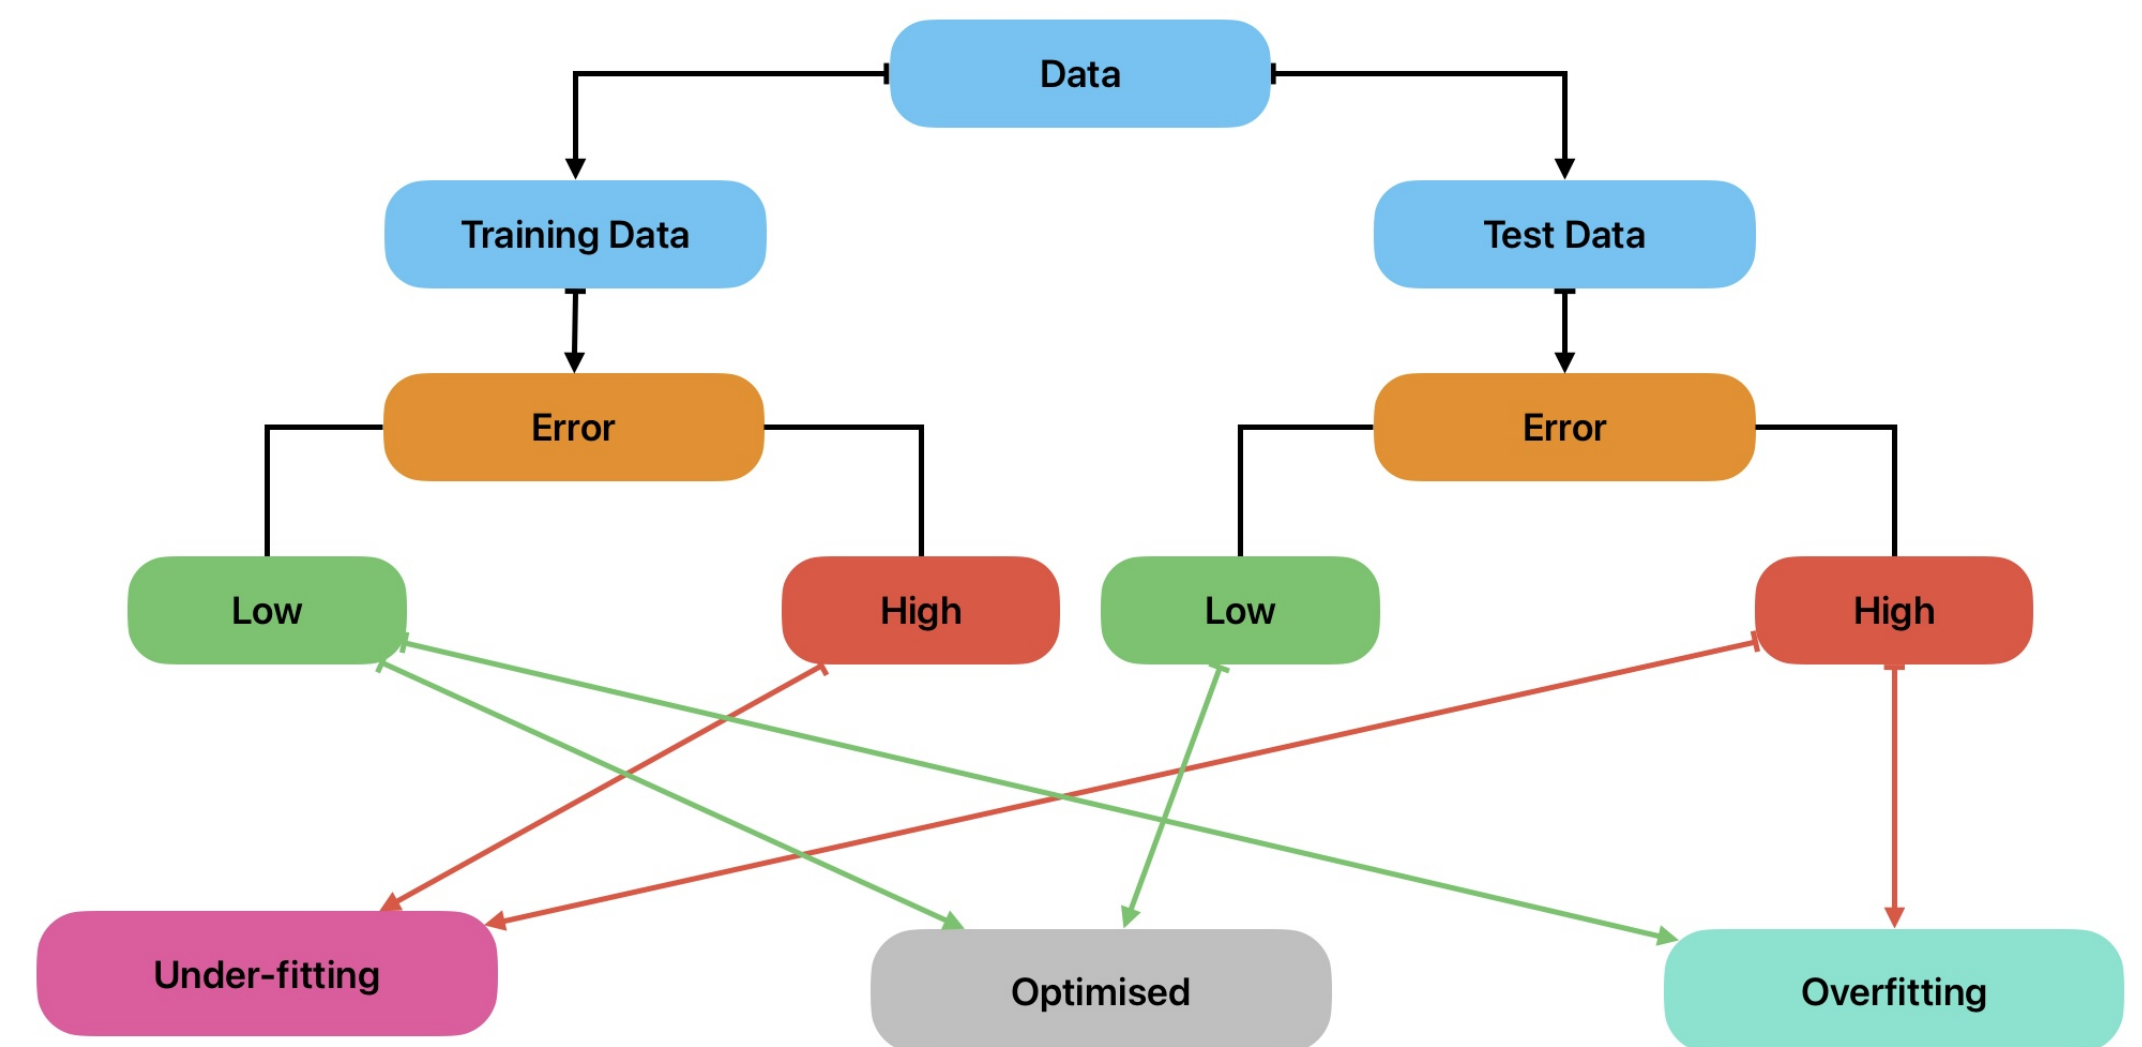 Data
Training Data
Test Data
Error
Error
Low
High
Low
High
Under-fitting
Optimised
Overfitting